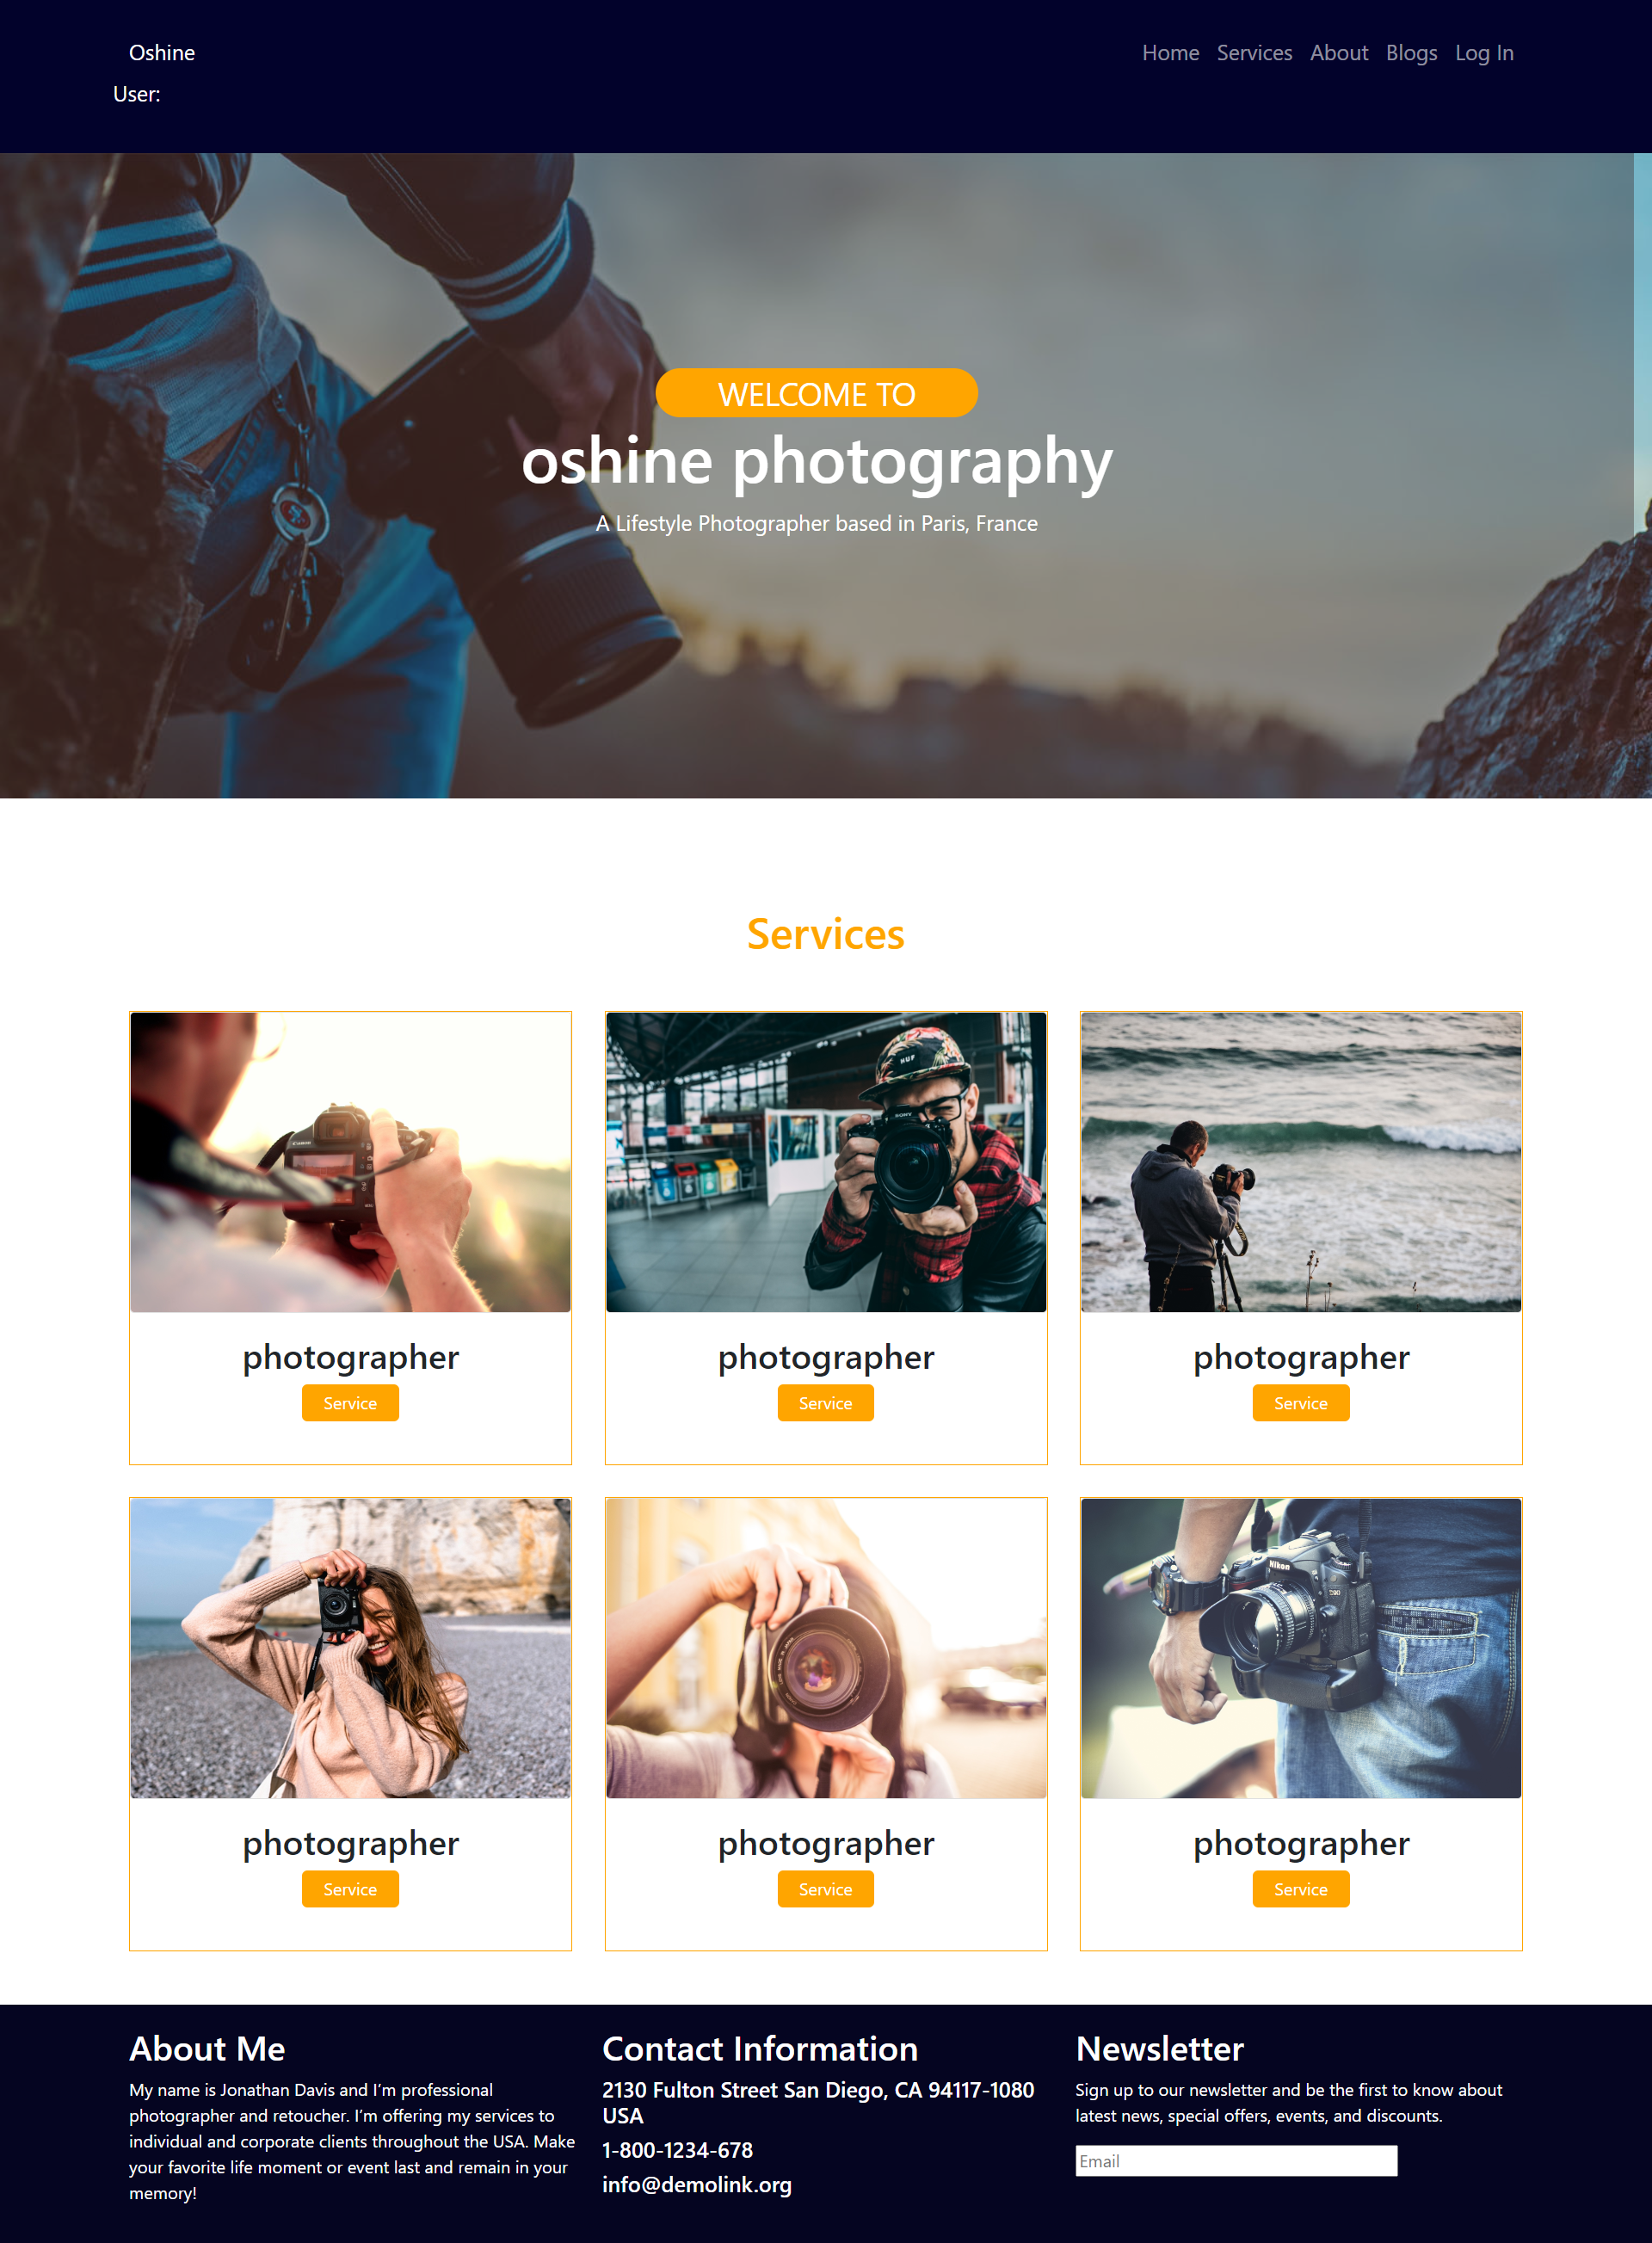 Oshine
Home Services About Blogs Log In
User:
WELCOME TO
oshine photography
A Lifestyle Photographer based in Paris, France
Services
HUF
SONY
photographer
photographer
photographer
Service
Service
Service
Nikon
photographer
photographer
photographer
Service
Service
Service
About Me
My name is Jonathan Davis and I’m professional
photographer and retoucher. I’m offering my services to
individual and corporate clients throughout the USA. Make
your favorite life moment or event last and remain in your
memory!
Contact Information
2130 Fulton Street San Diego, CA 94117-1080
USA
1-800-1234-678
info@demolink.org
Newsletter
Sign up to our newsletter and be the first to know about
latest news, special offers, events, and discounts.
Email